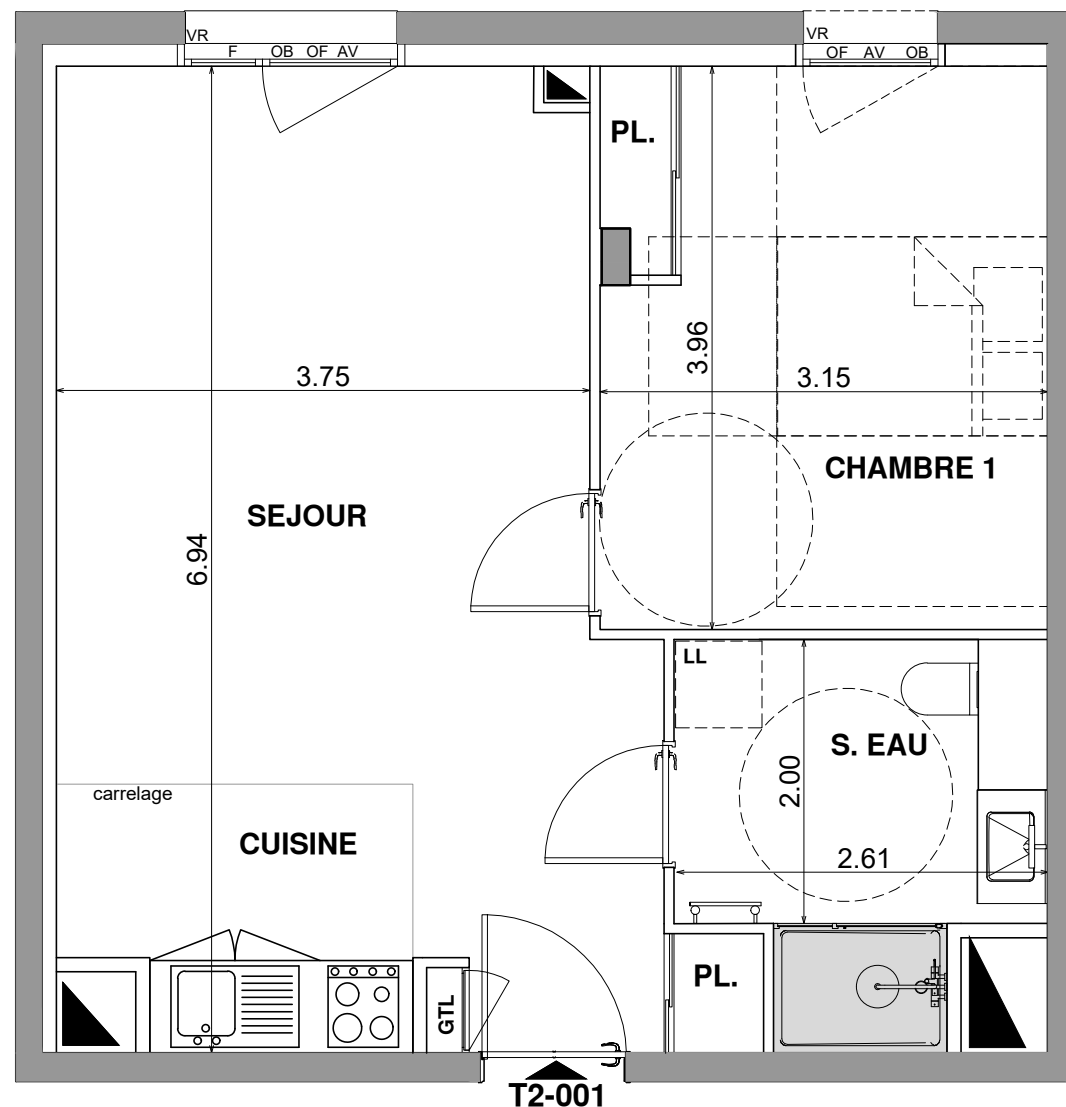 VR
F OB OF AV
VR
OF AV OB
PL.
3.96
3.75
3.15
CHAMBRE 1
SEJOUR
6.94
LL
S. EAU
2.00
carrelage
CUISINE
2.61
PL.
GTL
T2-001